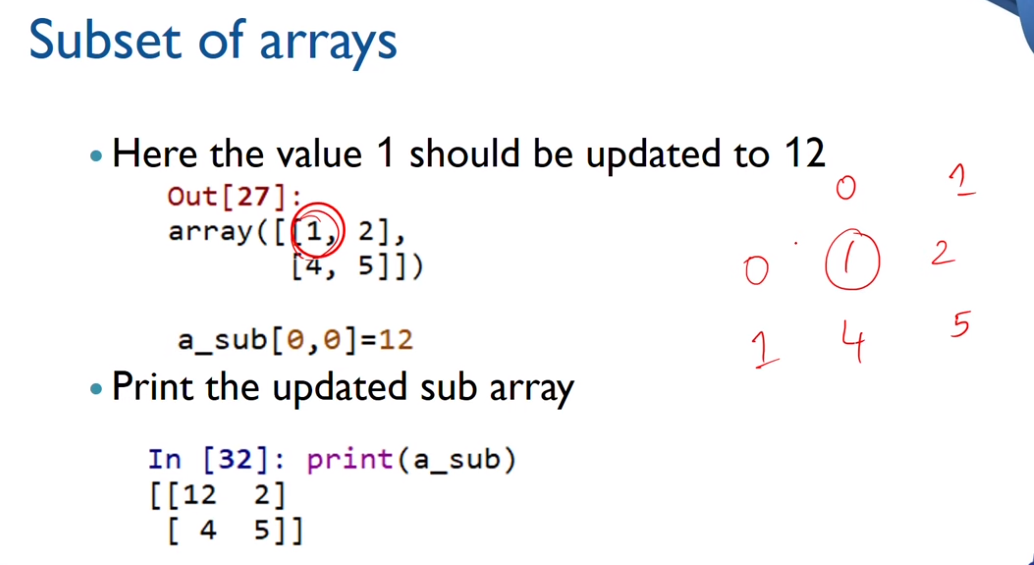 Subset of arrays
• Here the value 1 should be updated to 12
Out[27]:
array([[1, 2],
[4, 5]])
0 1
0 1 2
1 4 5
a_sub[0,0]=12
• Print the updated sub array
In [32]: print(a_sub)
[[12 2]
[ 4 5]]